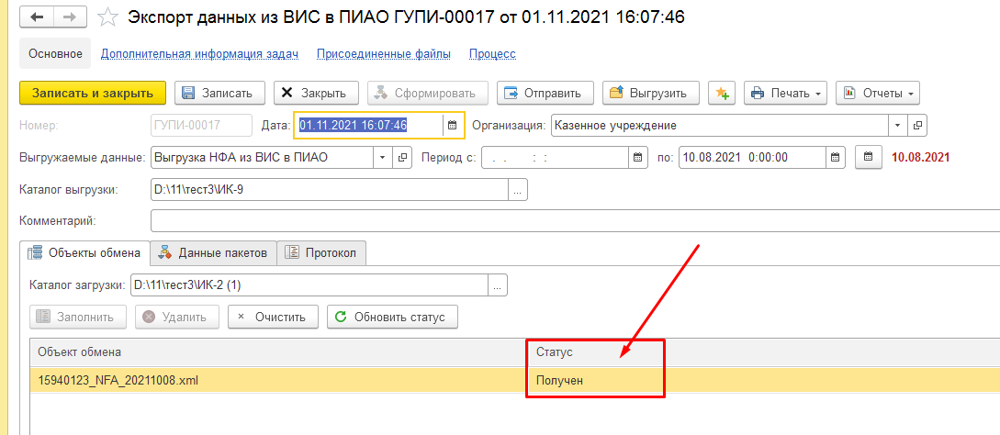 Экспорт данных из ВИС в ПИАО ГУПИ-00017 от 01.11.2021 16:07:46
Основное Дополнительная информация задач Присоединенные файлы Процесс
Записать и закрыть Записать Закрыть Сформировать Отправить Выгрузить Печать Отчеты
Номер: ГУПИ-00017 Дата: 01.11.2021 16:07:46 Организация: Казенное учреждение
Выгружаемые данные: Выгрузка НФА из ВИС в ПИАО Период с: . . : : по: 10.08.2021 0:00:00 10.08.2021
Каталог выгрузки: D:\11\тест3\ИК-9 ...
Комментарий:
Объекты обмена Данные пакетов Протокол
Каталог загрузки: D:\11\тест3\ИК-2 (1) ...
Заполнить Удалить Очистить Обновить статус
Объект обмена Статус
15940123_NFA_20211008.xml Получен